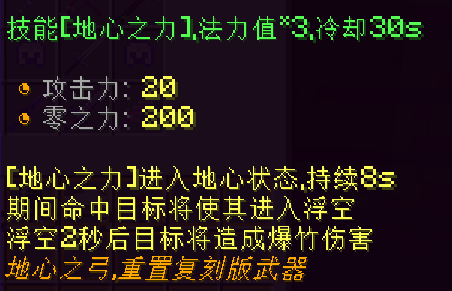 技能[地心之力],法力值*3,冷却30s
攻击力: 20
零之力: 200
[地心之力]进入地心状态,持续8s
期间命中目标将使其进入浮空
浮空2秒后目标将造成爆竹伤害
地心之弓,重置复刻版武器